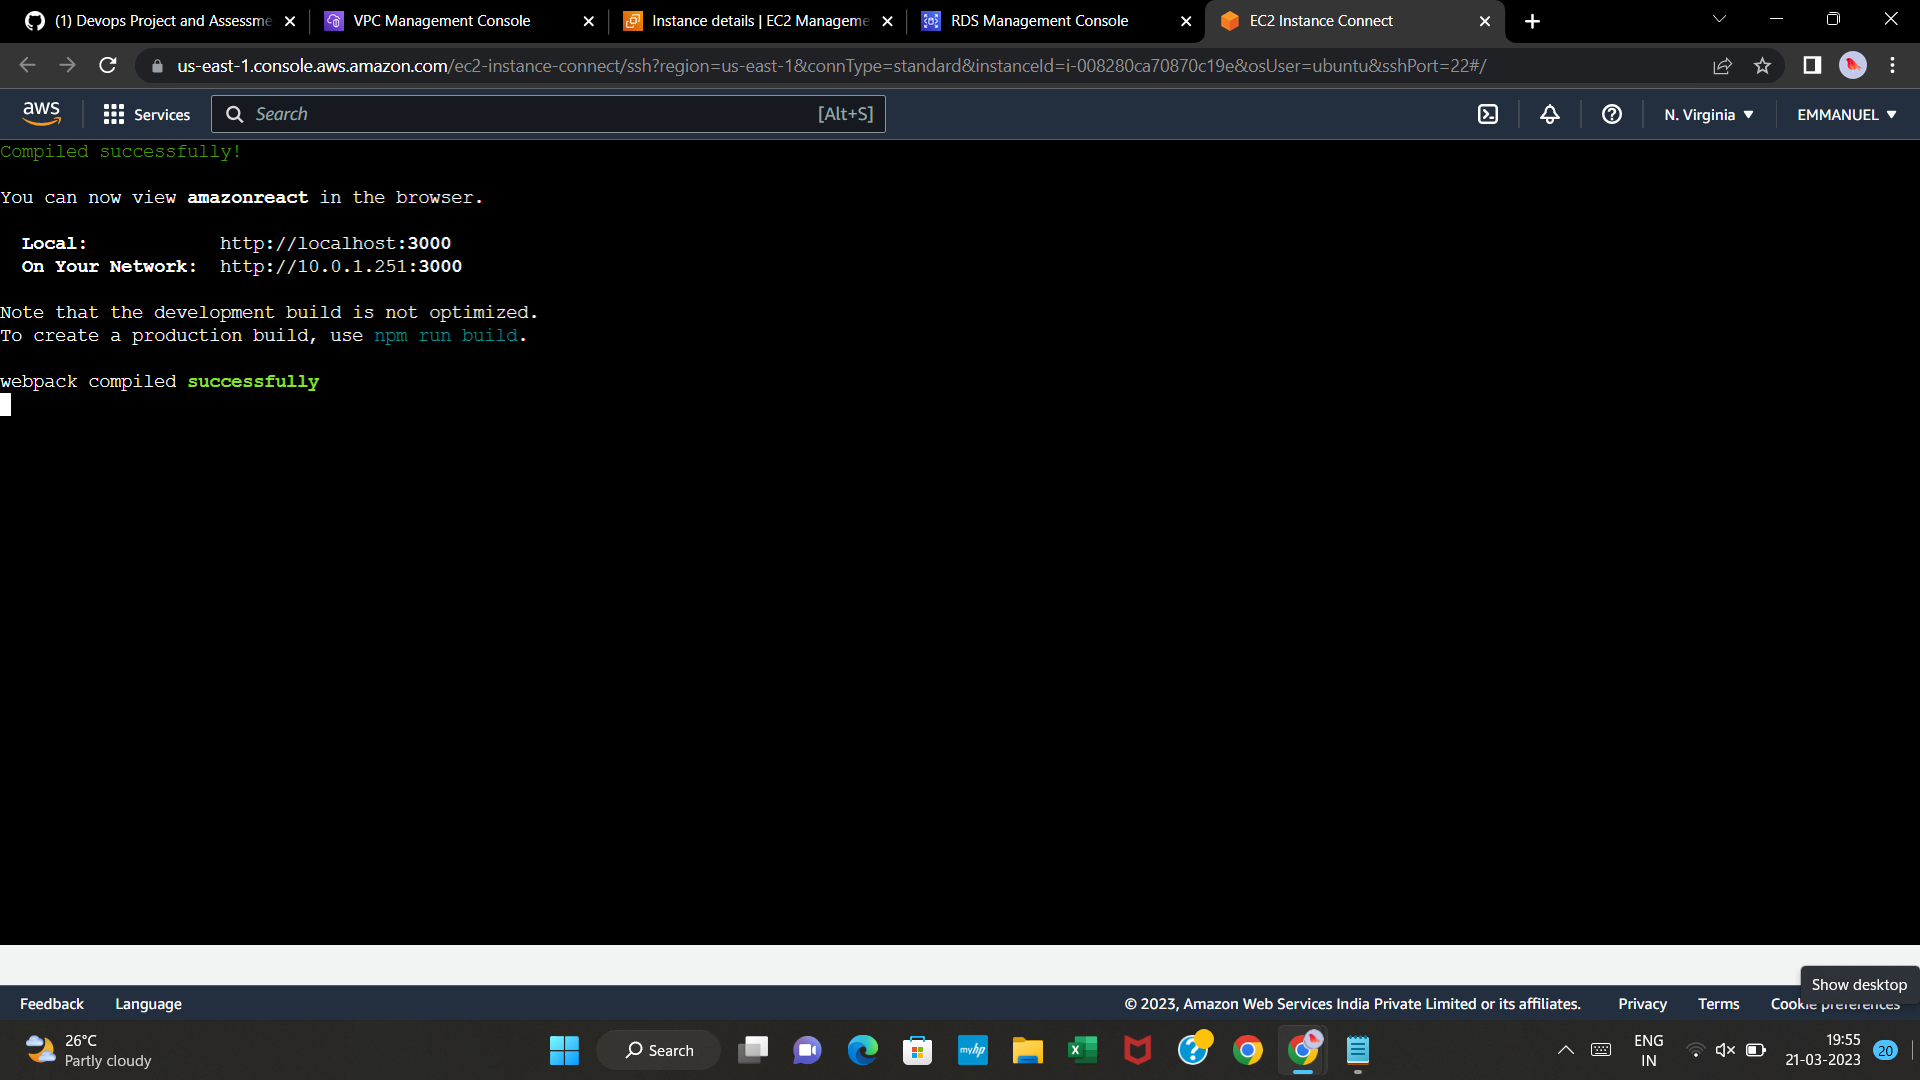 (1) Devops Project and Assessme
VPC Management Console
Instance details | EC2 Manageme
RDS Management Console
EC2 Instance Connect
us-east-1.console.aws.amazon.com/ec2-instance-connect/ssh?region=us-east-1&connType=standard&instanceId=i-008280ca70870c19e&osUser=ubuntu&sshPort=22#/
aws
Services
Search
[Alt+S]
N. Virginia
EMMANUEL
Compiled successfully!
You can now view amazonreact in the browser.
Local: http://localhost:3000
On Your Network: http://10.0.1.251:3000
Note that the development build is not optimized.
To create a production build, use npm run build.
webpack compiled successfully
Show desktop
Feedback
Language
© 2023, Amazon Web Services India Private Limited or its affiliates.
Privacy
Terms
Cookie preferences
26°C
Partly cloudy
Search
myhp
ENG
IN
19:55
21-03-2023
20